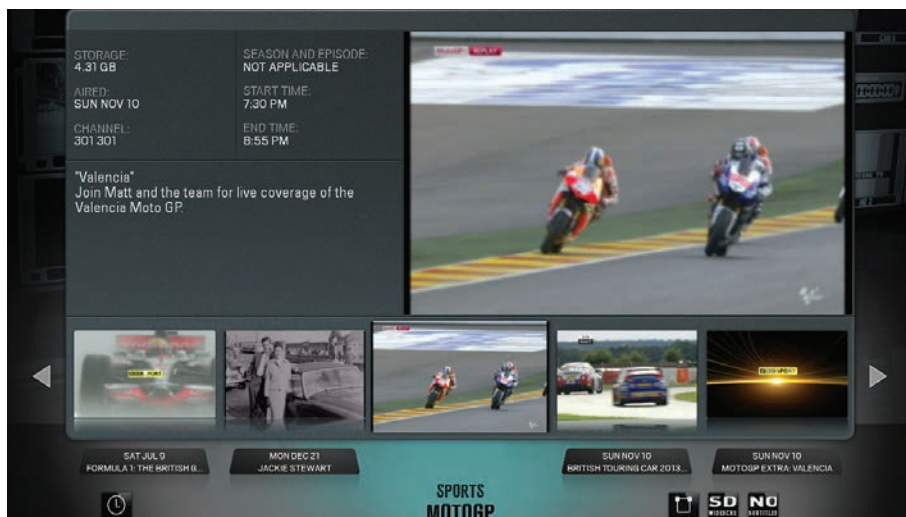 STORAGE:
4.31 GB
SEASON AND EPISODE:
NOT APPLICABLE
AIRED:
SUN NOV 10
START TIME:
7:30 PM
CHANNEL:
301 301
END TIME:
8:55 PM
"Valencia"
Join Matt and the team for live coverage of the
Valencia Moto GP.
REPLAY
SAT JUL 9
FORMULA 1: THE BRITISH G...
MON DEC 21
JACKIE STEWART
SUN NOV 10
BRITISH TOURING CAR 2013...
SUN NOV 10
MOTOGP EXTRA: VALENCIA
SPORTS
MOTOGP
SD
WIDESCRN
NO
SUBTITLES